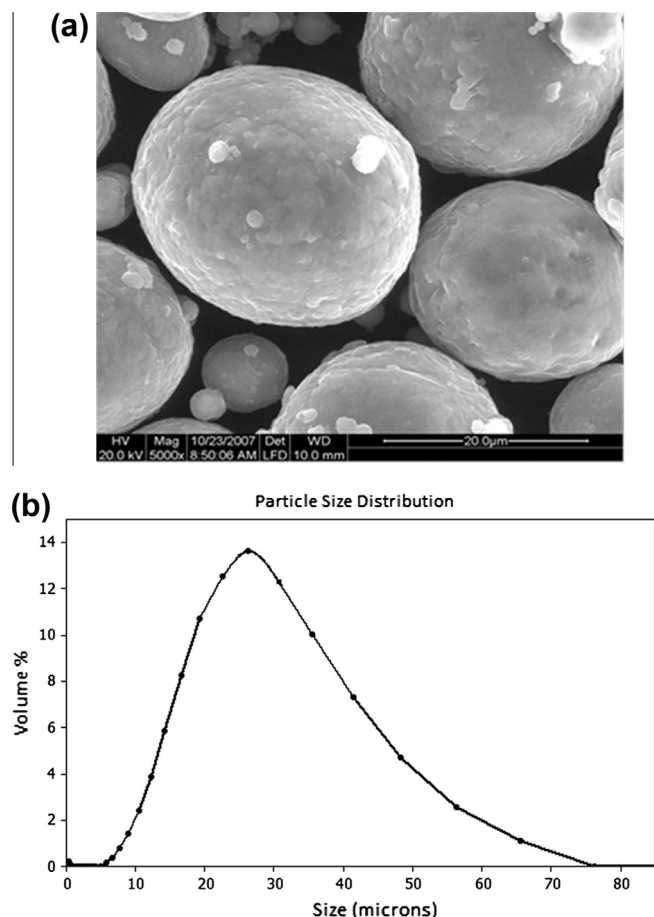 (a)
HV Mag 10/23/2007 Det WD
20.0 kV 5000x 8:50:06 AM LFD 10.0 mm
20.0µm
(b)
Particle Size Distribution
Volume %
14
12
10
8
6
4
2
0
0 10 20 30 40 50 60 70 80
Size (microns)